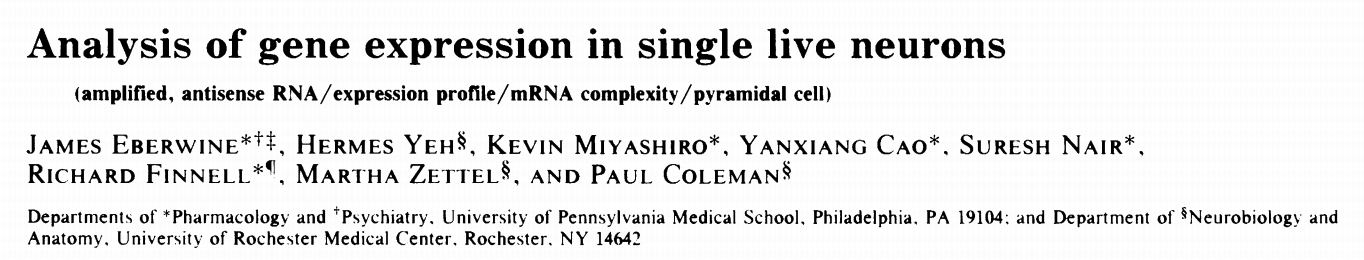 Analysis of gene expression in single live neurons
(amplified, antisense RNA/expression profile/mRNA complexity/pyramidal cell)
JAMES EBERWINE*†‡, HERMES YEH§, KEVIN MIYASHIRO*, YANXIANG CAO*, SURESH NAIR*,
RICHARD FINNELL*¶, MARTHA ZETTEL§, AND PAUL COLEMAN§
Departments of *Pharmacology and †Psychiatry, University of Pennsylvania Medical School, Philadelphia, PA 19104; and Department of §Neurobiology and
Anatomy, University of Rochester Medical Center, Rochester, NY 14642